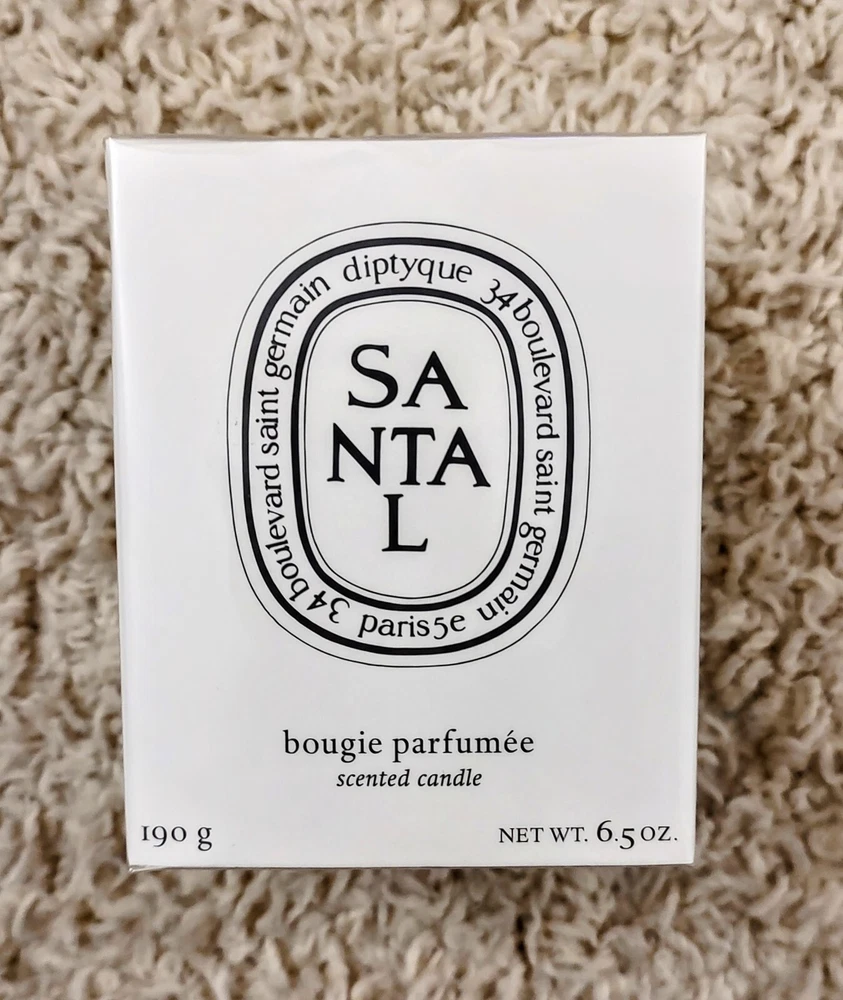 diptyque
34 boulevard saint germain
paris 5e
34 boulevard saint germain
SA
NTA
L
bougie parfumée
scented candle
190 g
NET WT. 6.5 OZ.